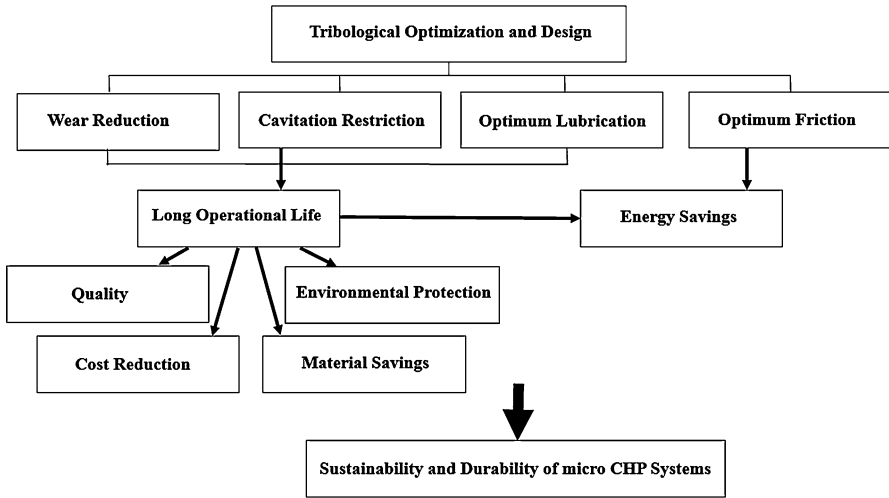 Tribological Optimization and Design
Wear Reduction
Cavitation Restriction
Optimum Lubrication
Optimum Friction
Long Operational Life
Energy Savings
Quality
Environmental Protection
Cost Reduction
Material Savings
Sustainability and Durability of micro CHP Systems